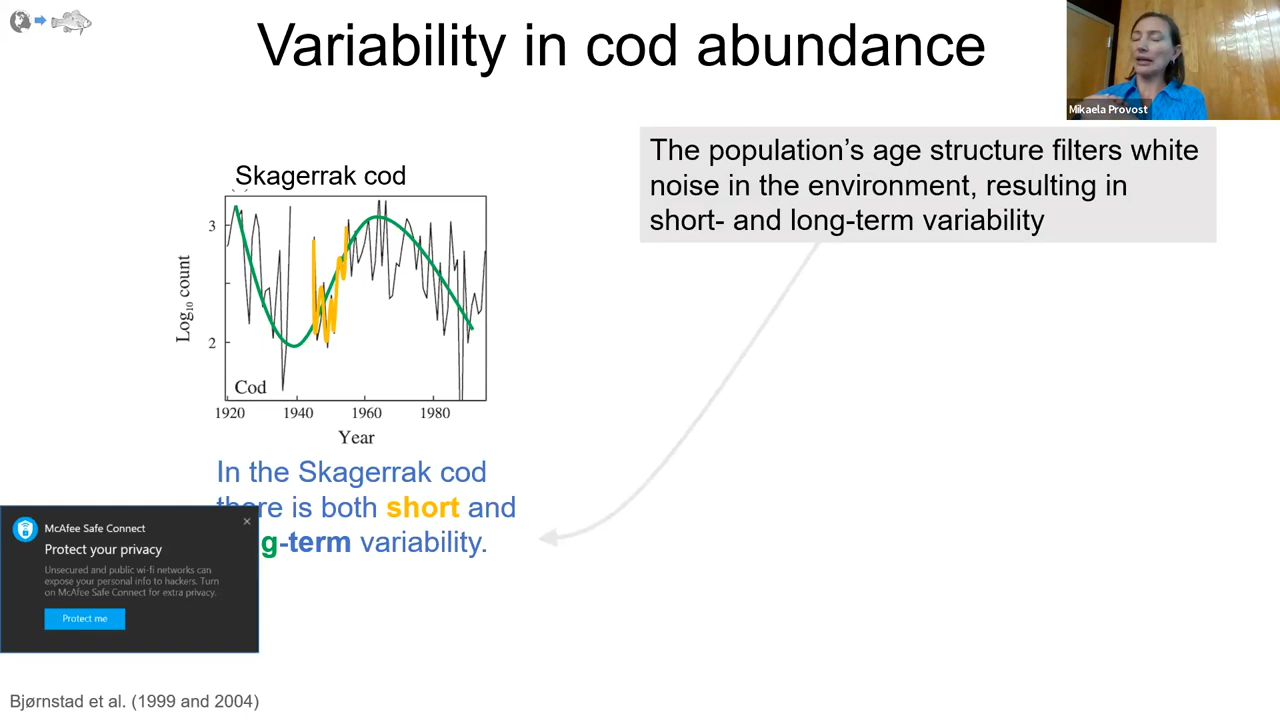 Variability in cod abundance
Mikaela Provost
The population's age structure filters white
noise in the environment, resulting in
short- and long-term variability
Skagerrak cod
3
2
Log10 count
Cod
1920 1940 1960 1980
Year
In the Skagerrak cod
there is both short and
g-term variability.
McAfee Safe Connect
Protect your privacy
Unsecured and public wi-fi networks can
expose your personal info to hackers. Turn
on McAfee Safe Connect for extra privacy.
Protect me
Bjørnstad et al. (1999 and 2004)